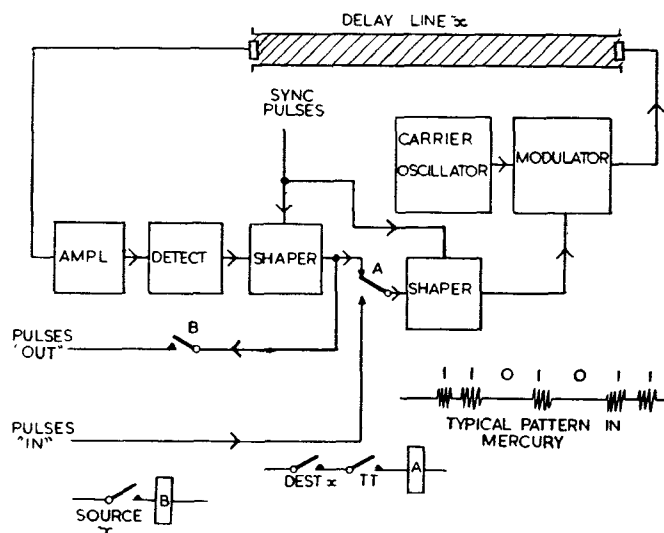 DELAY LINE x
SYNC
PULSES
CARRIER
OSCILLATOR
MODULATOR
AMPL
DETECT
SHAPER
A
SHAPER
B
PULSES
"OUT"
1 1 0 1 0 1 1
TYPICAL PATTERN IN
MERCURY
PULSES
"IN"
DEST x TT A
SOURCE
x
B